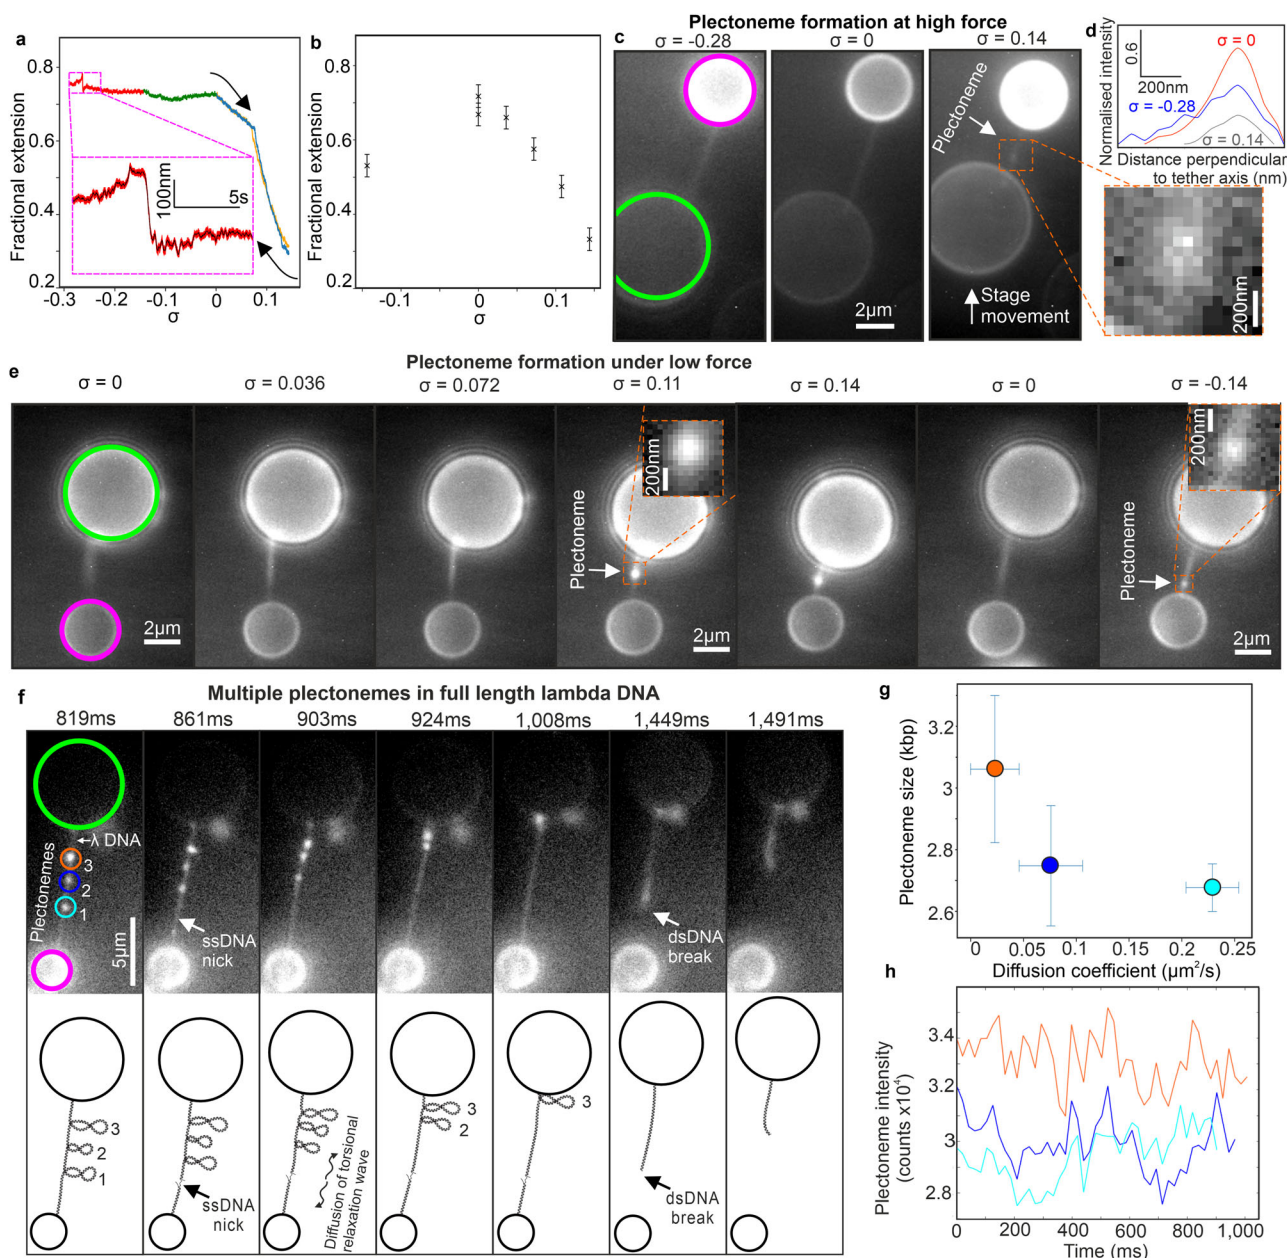 a
Fractional extension
0.8
0.6
0.4
0.2
-0.3
-0.2
-0.1
0
0.1
σ
100nm
5s
b
Fractional extension
0.8
0.6
0.4
0.2
-0.1
0
0.1
σ
Plectoneme formation at high force
c
σ = -0.28
σ = 0
σ = 0.14
Plectoneme
2µm
Stage
movement
d
Normalised intensity
0.6
200nm
σ = 0
σ = -0.28
σ = 0.14
Distance perpendicular
to tether axis (nm)
200nm
Plectoneme formation under low force
e
σ = 0
σ = 0.036
σ = 0.072
σ = 0.11
σ = 0.14
σ = 0
σ = -0.14
2µm
Plectoneme
200nm
2µm
Plectoneme
200nm
2µm
f
Multiple plectonemes in full length lambda DNA
819ms
861ms
903ms
924ms
1,008ms
1,449ms
1,491ms
λ DNA
Plectonemes
3
2
1
5µm
ssDNA
nick
dsDNA
break
3
2
1
ssDNA
nick
Diffusion of torsional
relaxation wave
3
2
3
dsDNA
break
g
Plectoneme size (kbp)
3.2
3
2.8
2.6
0
0.05
0.1
0.15
0.2
0.25
Diffusion coefficient (µm²/s)
h
Plectoneme intensity
(counts x10⁴)
3.4
3.2
3
2.8
0
200
400
600
800
1,000
Time (ms)